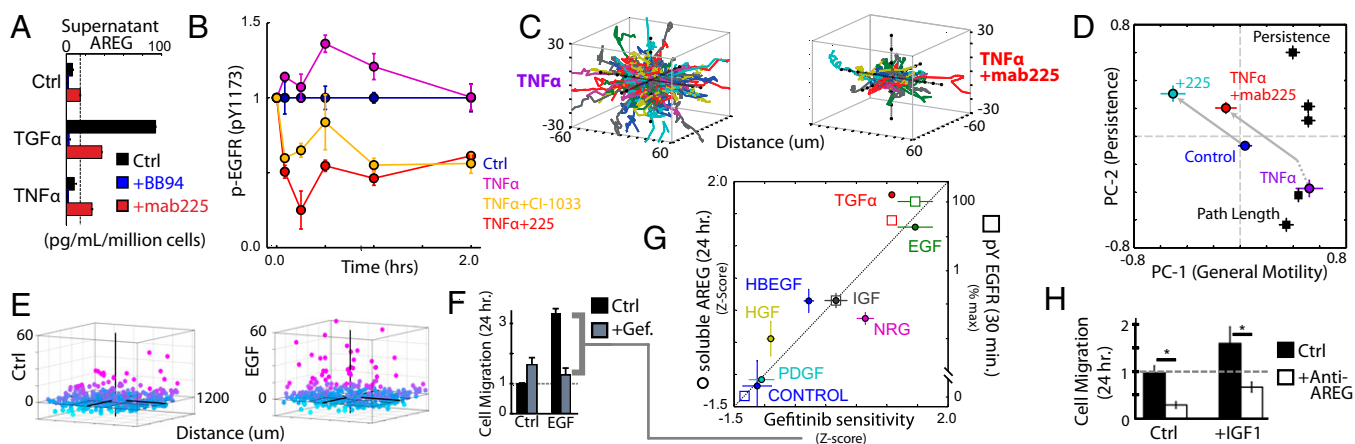 A
Supernatant
AREG
0 100
Ctrl
TGFα
TNFα
Ctrl
+BB94
+mab225
(pg/mL/million cells)
B
p-EGFR (pY1173)
1.5
1
0.0
0.0
1.0
2.0
Time (hrs)
Ctrl
TNFα
TNFα+CI-1033
TNFα+225
C
TNFα
30
-30
-60
60
60
Distance (um)
TNFα
+mab225
30
-30
-60
60
D
PC-2 (Persistence)
0.8
-0.8
-0.8
0.8
PC-1 (General Motility)
Persistence
+225
TNFα
+mab225
Control
TNFα
Path Length
E
Ctrl
60
0
1200
EGF
60
0
Distance (um)
F
Cell Migration (24 hr.)
3
2
1
Ctrl
+Gef.
Ctrl
EGF
G
soluble AREG (24 hr.)
(Z-Score)
2.0
-1.5
-1.5
2.0
Gefitinib sensitivity
(Z-score)
TGFα
EGF
HBEGF
IGF
HGF
NRG
PDGF
CONTROL
100
1
0
pY EGFR (30 min.)
(% max)
H
Cell Migration
(24 hr.)
2
1
0
*
*
Ctrl
+Anti-
AREG
Ctrl
+IGF1